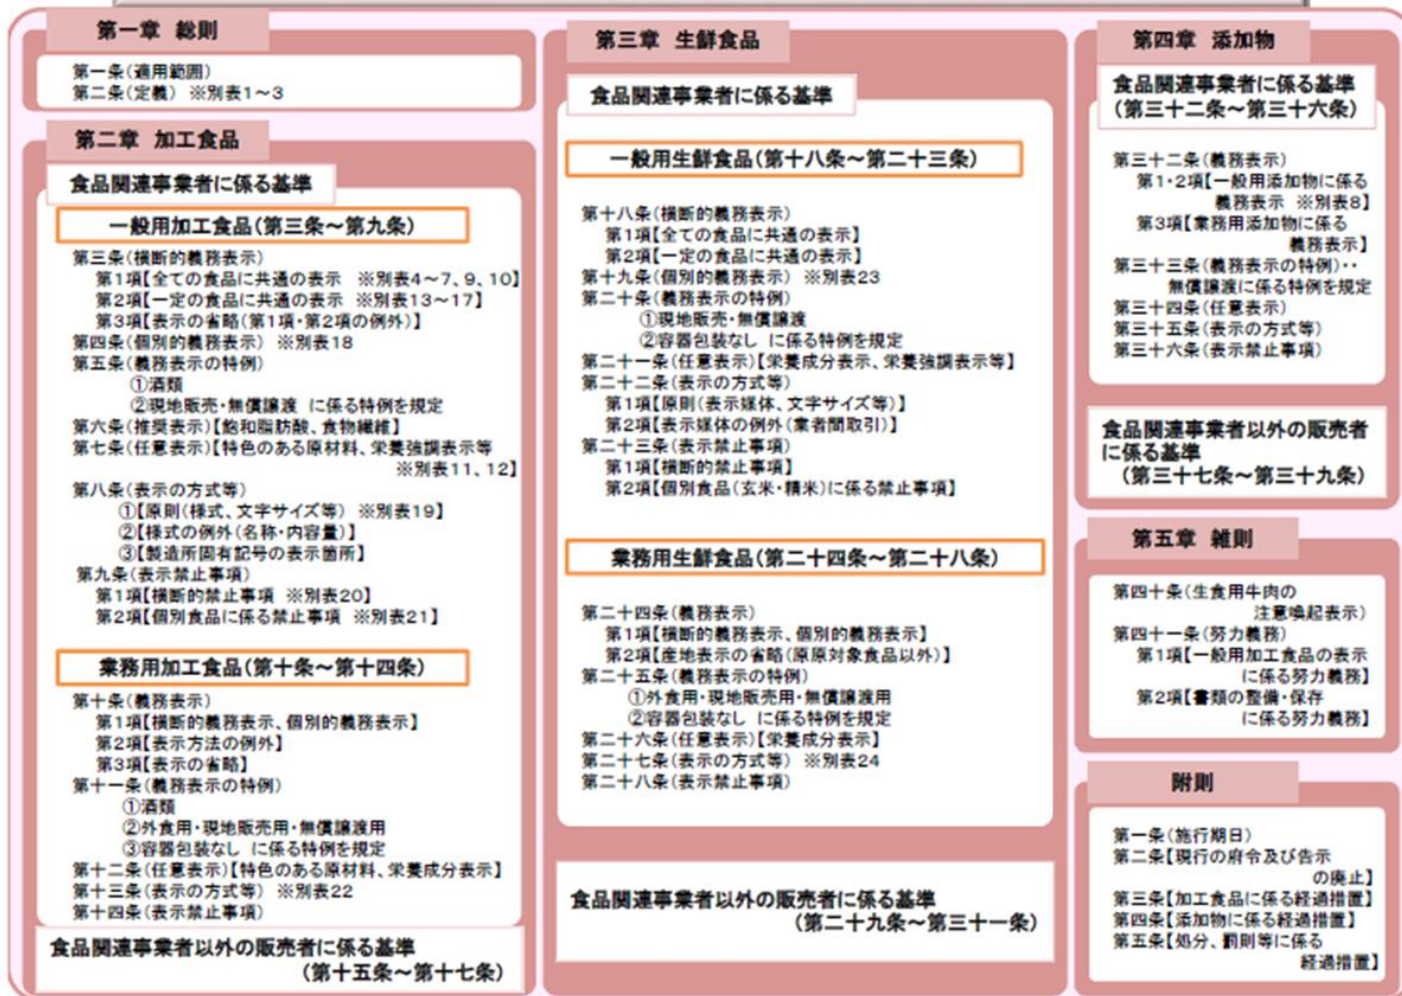 第一章 総則
第一条(適用範囲)
第二条(定義) ※別表1～3
第二章 加工食品
食品関連事業者に係る基準
一般用加工食品(第三条～第九条)
第三条(横断的義務表示)
第1項【全ての食品に共通の表示 ※別表4～7、9、10】
第2項【一定の食品に共通の表示 ※別表13～17】
第3項【表示の省略(第1項・第2項の例外)】
第四条(個別的義務表示) ※別表18
第五条(義務表示の特例)
①酒類
②現地販売・無償譲渡 に係る特例を規定
第六条(推奨表示)【飽和脂肪酸、食物繊維】
第七条(任意表示)【特色のある原材料、栄養強調表示等
※別表11、12】
第八条(表示の方式等)
①【原則(様式、文字サイズ等) ※別表19】
②【様式の例外(名称・内容量)】
③【製造所固有記号の表示箇所】
第九条(表示禁止事項)
第1項【横断的禁止事項 ※別表20】
第2項【個別食品に係る禁止事項 ※別表21】
業務用加工食品(第十条～第十四条)
第十条(義務表示)
第1項【横断的義務表示、個別的義務表示】
第2項【表示方法の例外】
第3項【表示の省略】
第十一条(義務表示の特例)
①酒類
②外食用・現地販売用・無償譲渡用
③容器包装なし に係る特例を規定
第十二条(任意表示)【特色のある原材料、栄養成分表示】
第十三条(表示の方式等) ※別表22
第十四条(表示禁止事項)
食品関連事業者以外の販売者に係る基準
(第十五条～第十七条)
第三章 生鮮食品
食品関連事業者に係る基準
一般用生鮮食品(第十八条～第二十三条)
第十八条(横断的義務表示)
第1項【全ての食品に共通の表示】
第2項【一定の食品に共通の表示】
第十九条(個別的義務表示) ※別表23
第二十条(義務表示の特例)
①現地販売・無償譲渡
②容器包装なし に係る特例を規定
第二十一条(任意表示)【栄養成分表示、栄養強調表示等】
第二十二条(表示の方式等)
第1項【原則(表示媒体、文字サイズ等)】
第2項【表示媒体の例外(業者間取引)】
第二十三条(表示禁止事項)
第1項【横断的禁止事項】
第2項【個別食品(玄米・精米)に係る禁止事項】
業務用生鮮食品(第二十四条～第二十八条)
第二十四条(義務表示)
第1項【横断的義務表示、個別的義務表示】
第2項【産地表示の省略(原原対象食品以外)】
第二十五条(義務表示の特例)
①外食用・現地販売用・無償譲渡用
②容器包装なし に係る特例を規定
第二十六条(任意表示)【栄養成分表示】
第二十七条(表示の方式等) ※別表24
第二十八条(表示禁止事項)
食品関連事業者以外の販売者に係る基準
(第二十九条～第三十一条)
第四章 添加物
食品関連事業者に係る基準
(第三十二条～第三十六条)
第三十二条(義務表示)
第1・2項【一般用添加物に係る
義務表示 ※別表8】
第3項【業務用添加物に係る
義務表示】
第三十三条(義務表示の特例)・・
無償譲渡に係る特例を規定
第三十四条(任意表示)
第三十五条(表示の方式等)
第三十六条(表示禁止事項)
食品関連事業者以外の販売者
に係る基準
(第三十七条～第三十九条)
第五章 雑則
第四十条(生食用牛肉の
注意喚起表示)
第四十一条(努力義務)
第1項【一般用加工食品の表示
に係る努力義務】
第2項【書類の整備・保存
に係る努力義務】
附則
第一条(施行期日)
第二条【現行の府令及び告示
の廃止】
第三条【加工食品に係る経過措置】
第四条【添加物に係る経過措置】
第五条【処分、罰則等に係る
経過措置】